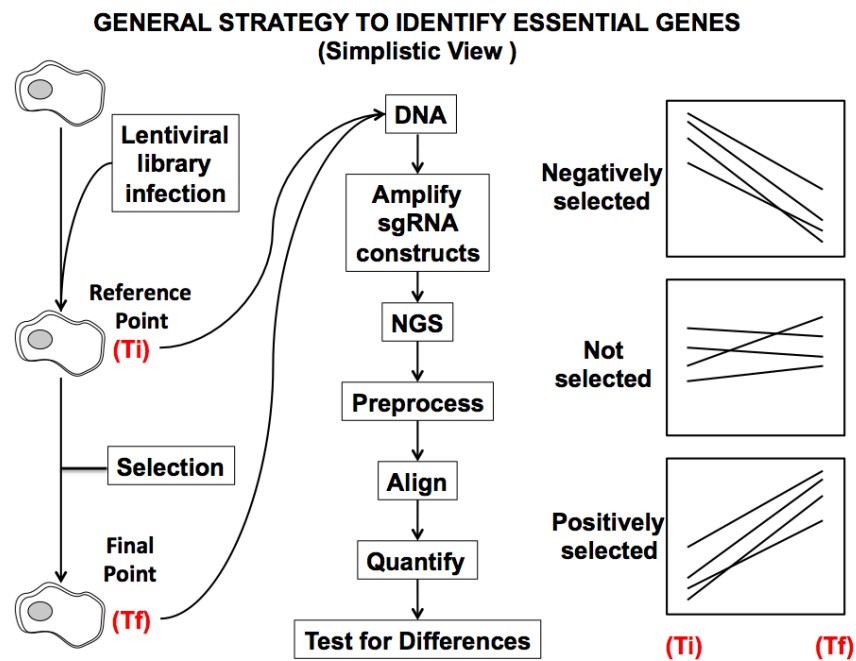 GENERAL STRATEGY TO IDENTIFY ESSENTIAL GENES
(Simplistic View )
Lentiviral
library
infection
Reference
Point
(Ti)
Selection
Final
Point
(Tf)
DNA
Amplify
sgRNA
constructs
NGS
Preprocess
Align
Quantify
Test for Differences
Negatively
selected
Not
selected
Positively
selected
(Ti)
(Tf)